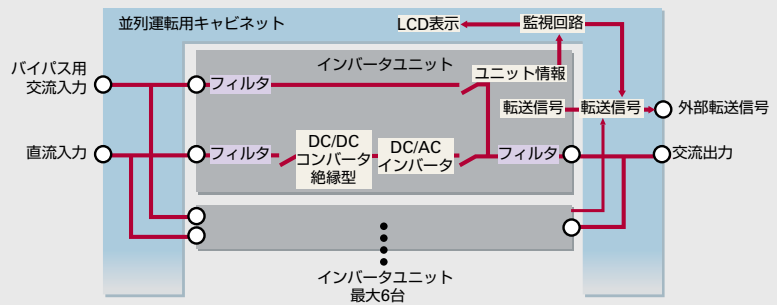 並列運転用キャビネット
LCD表示
監視回路
インバータユニット
ユニット情報
バイパス用
交流入力
フィルタ
転送信号
転送信号
外部転送信号
直流入力
フィルタ
DC/DC
コンバータ
絶縁型
DC/AC
インバータ
フィルタ
交流出力
インバータユニット
最大6台